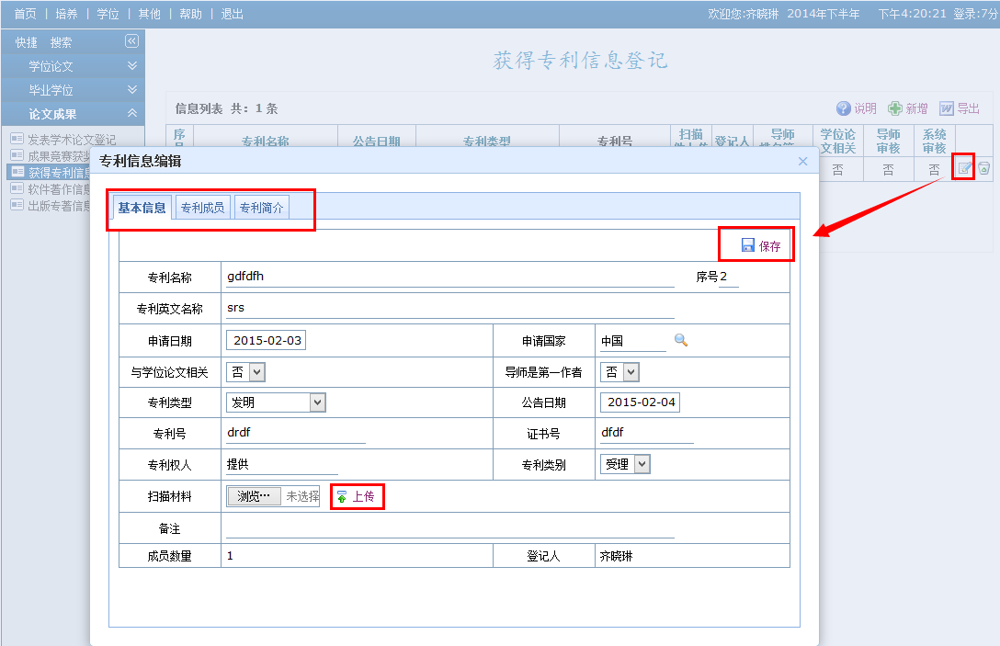 首页 | 培养 | 学位 | 其他 | 帮助 | 退出 欢迎您:齐晓琳 2014年下半年 下午4:20:21 登录:7分
快捷 搜索
学位论文
毕业学位
论文成果
发表学术论文登记
成果竞赛获奖
获得专利信息
软件著作信息
出版专著信息
获得专利信息登记
信息列表 共: 1 条 说明 新增 导出
序 专利名称 公告日期 专利类型 专利号 扫描 登记人 导师 学位论文相关 导师审核 系统审核
否 否 否
专利信息编辑
基本信息 专利成员 专利简介
保存
专利名称 gdfdfh 序号 2
专利英文名称 srs
申请日期 2015-02-03 申请国家 中国
与学位论文相关 否 导师是第一作者 否
专利类型 发明 公告日期 2015-02-04
专利号 drdf 证书号 dfdf
专利权人 提供 专利类别 受理
扫描材料 浏览… 未选择 上传
备注
成员数量 1 登记人 齐晓琳